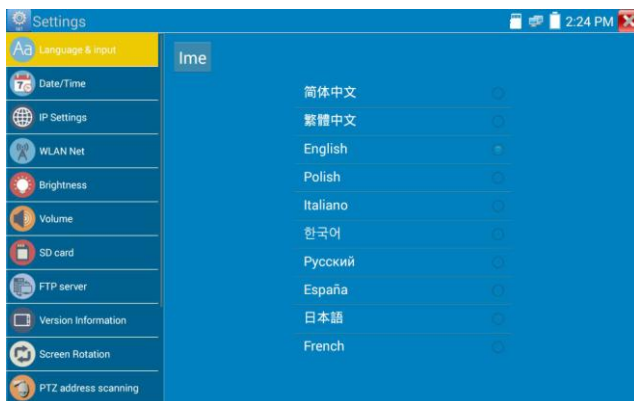 Settings
2:24 PM
Language & input
Date/Time
IP Settings
WLAN Net
Brightness
Volume
SD card
FTP server
Version Information
Screen Rotation
PTZ address scanning
Ime
简体中文
繁體中文
English
Polish
Italiano
한국어
Русский
España
日本語
French